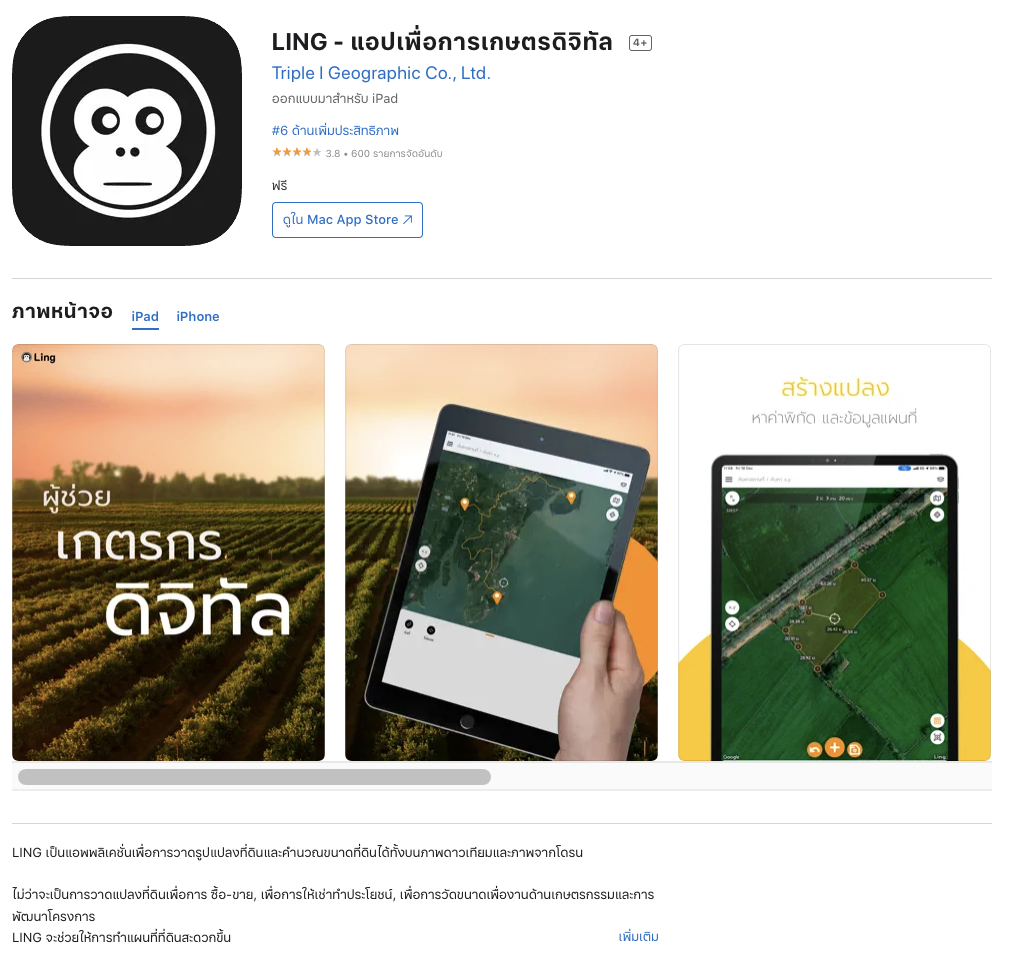 LING - แอปเพื่อการเกษตรดิจิทัล 4+
Triple I Geographic Co., Ltd.
ออกแบบมาสำหรับ iPad
#6 ด้านเพิ่มประสิทธิภาพ
3.8 • 600 รายการจัดอันดับ
ฟรี
ดูใน Mac App Store
ภาพหน้าจอ iPad iPhone
Ling
ผู้ช่วย
เกตรกร
ดิจิทัล
สร้างแปลง
หาค่าพิกัด และข้อมูลแผนที่
Google
Ling
LING เป็นแอพพลิเคชั่นเพื่อการวาดรูปแปลงที่ดินและคำนวณขนาดที่ดินได้ทั้งบนภาพดาวเทียมและภาพจากโดรน
ไม่ว่าจะเป็นการวาดแปลงที่ดินเพื่อการ ซื้อ-ขาย, เพื่อการให้เช่าทำประโยชน์, เพื่อการวัดขนาดเพื่องานด้านเกษตรกรรมและการ
พัฒนาโครงการ
LING จะช่วยให้การทำแผนที่ที่ดินสะดวกขึ้น
เพิ่มเติม